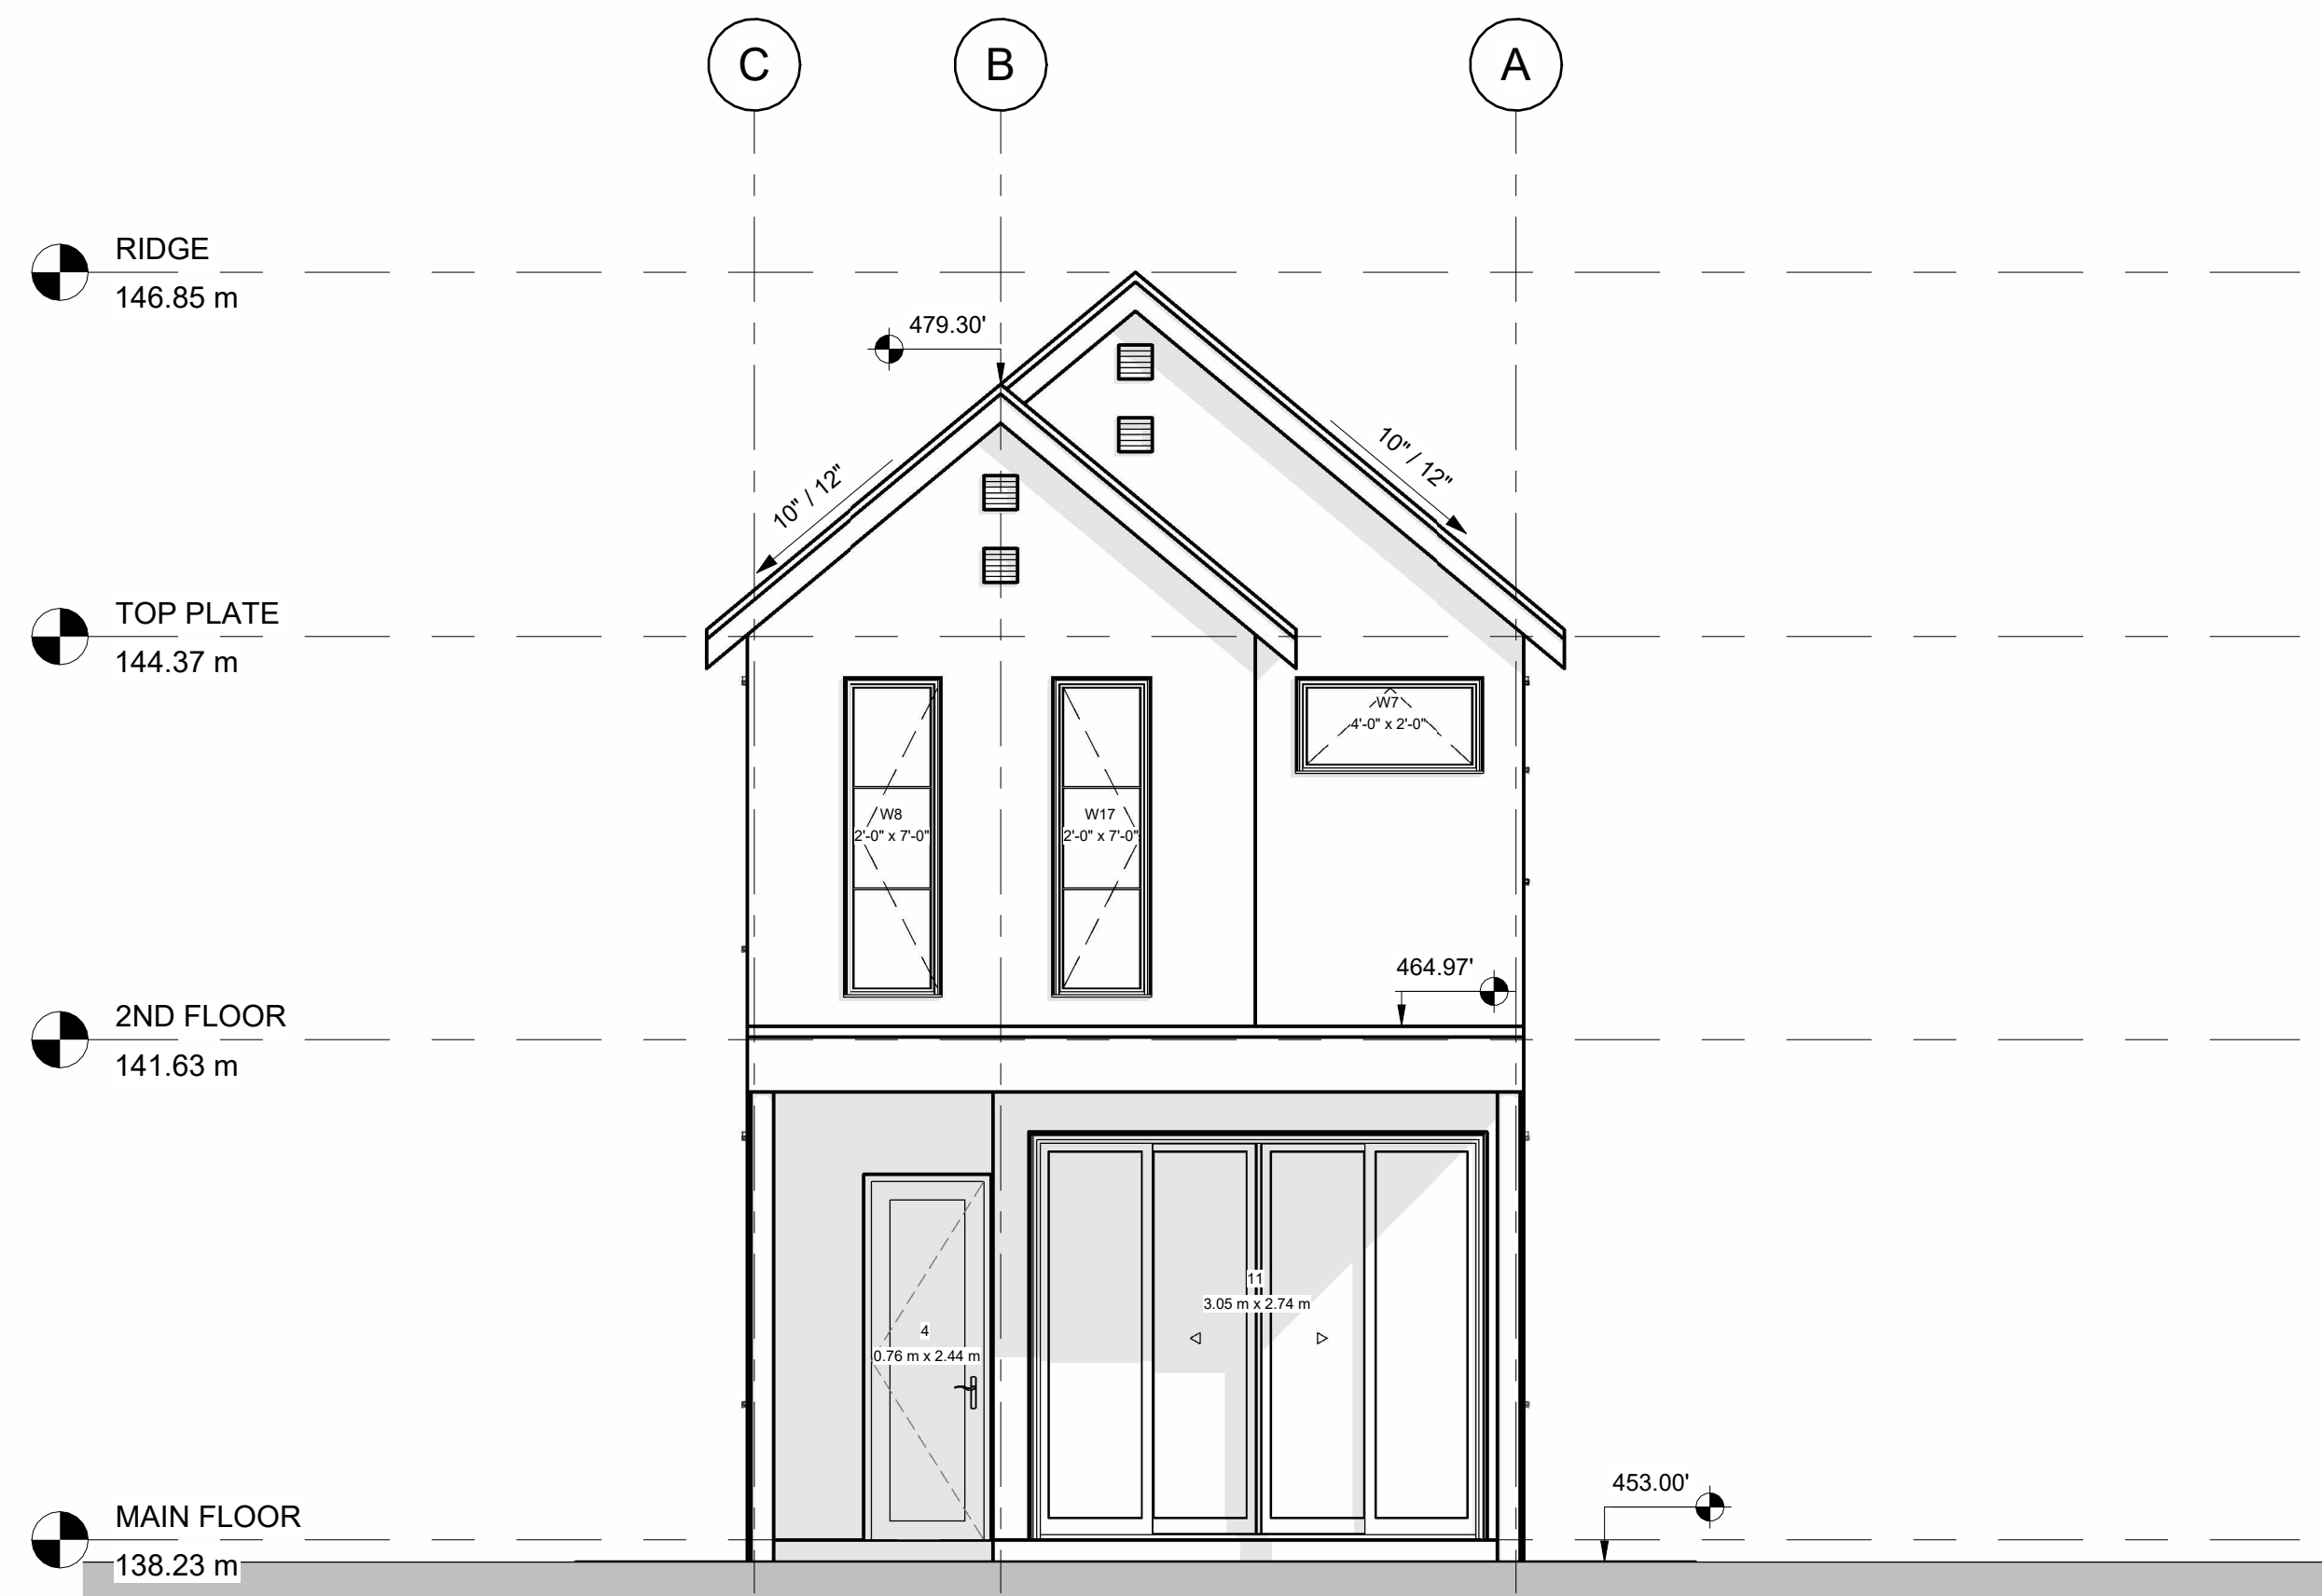 C
B
A
RIDGE
146.85 m
479.30'
10" / 12"
10" / 12"
TOP PLATE
144.37 m
W7
4'-0" x 2'-0"
W8
2'-0" x 7'-0"
W17
2'-0" x 7'-0"
464.97'
2ND FLOOR
141.63 m
11
3.05 m x 2.74 m
4
0.76 m x 2.44 m
453.00'
MAIN FLOOR
138.23 m